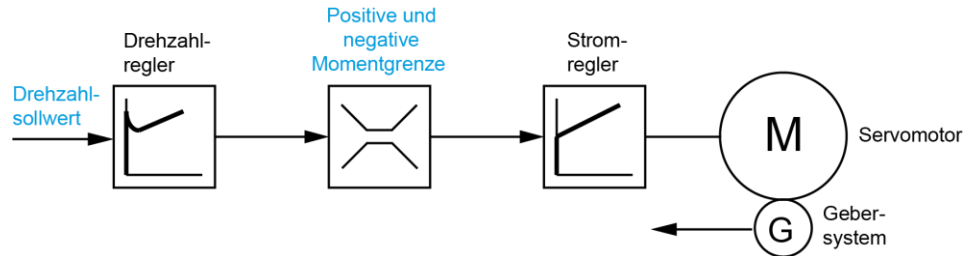 Positive und
negative
Momentgrenze
Drehzahl-
regler
Strom-
regler
Drehzahl-
sollwert
M
Servomotor
G
Geber-
system